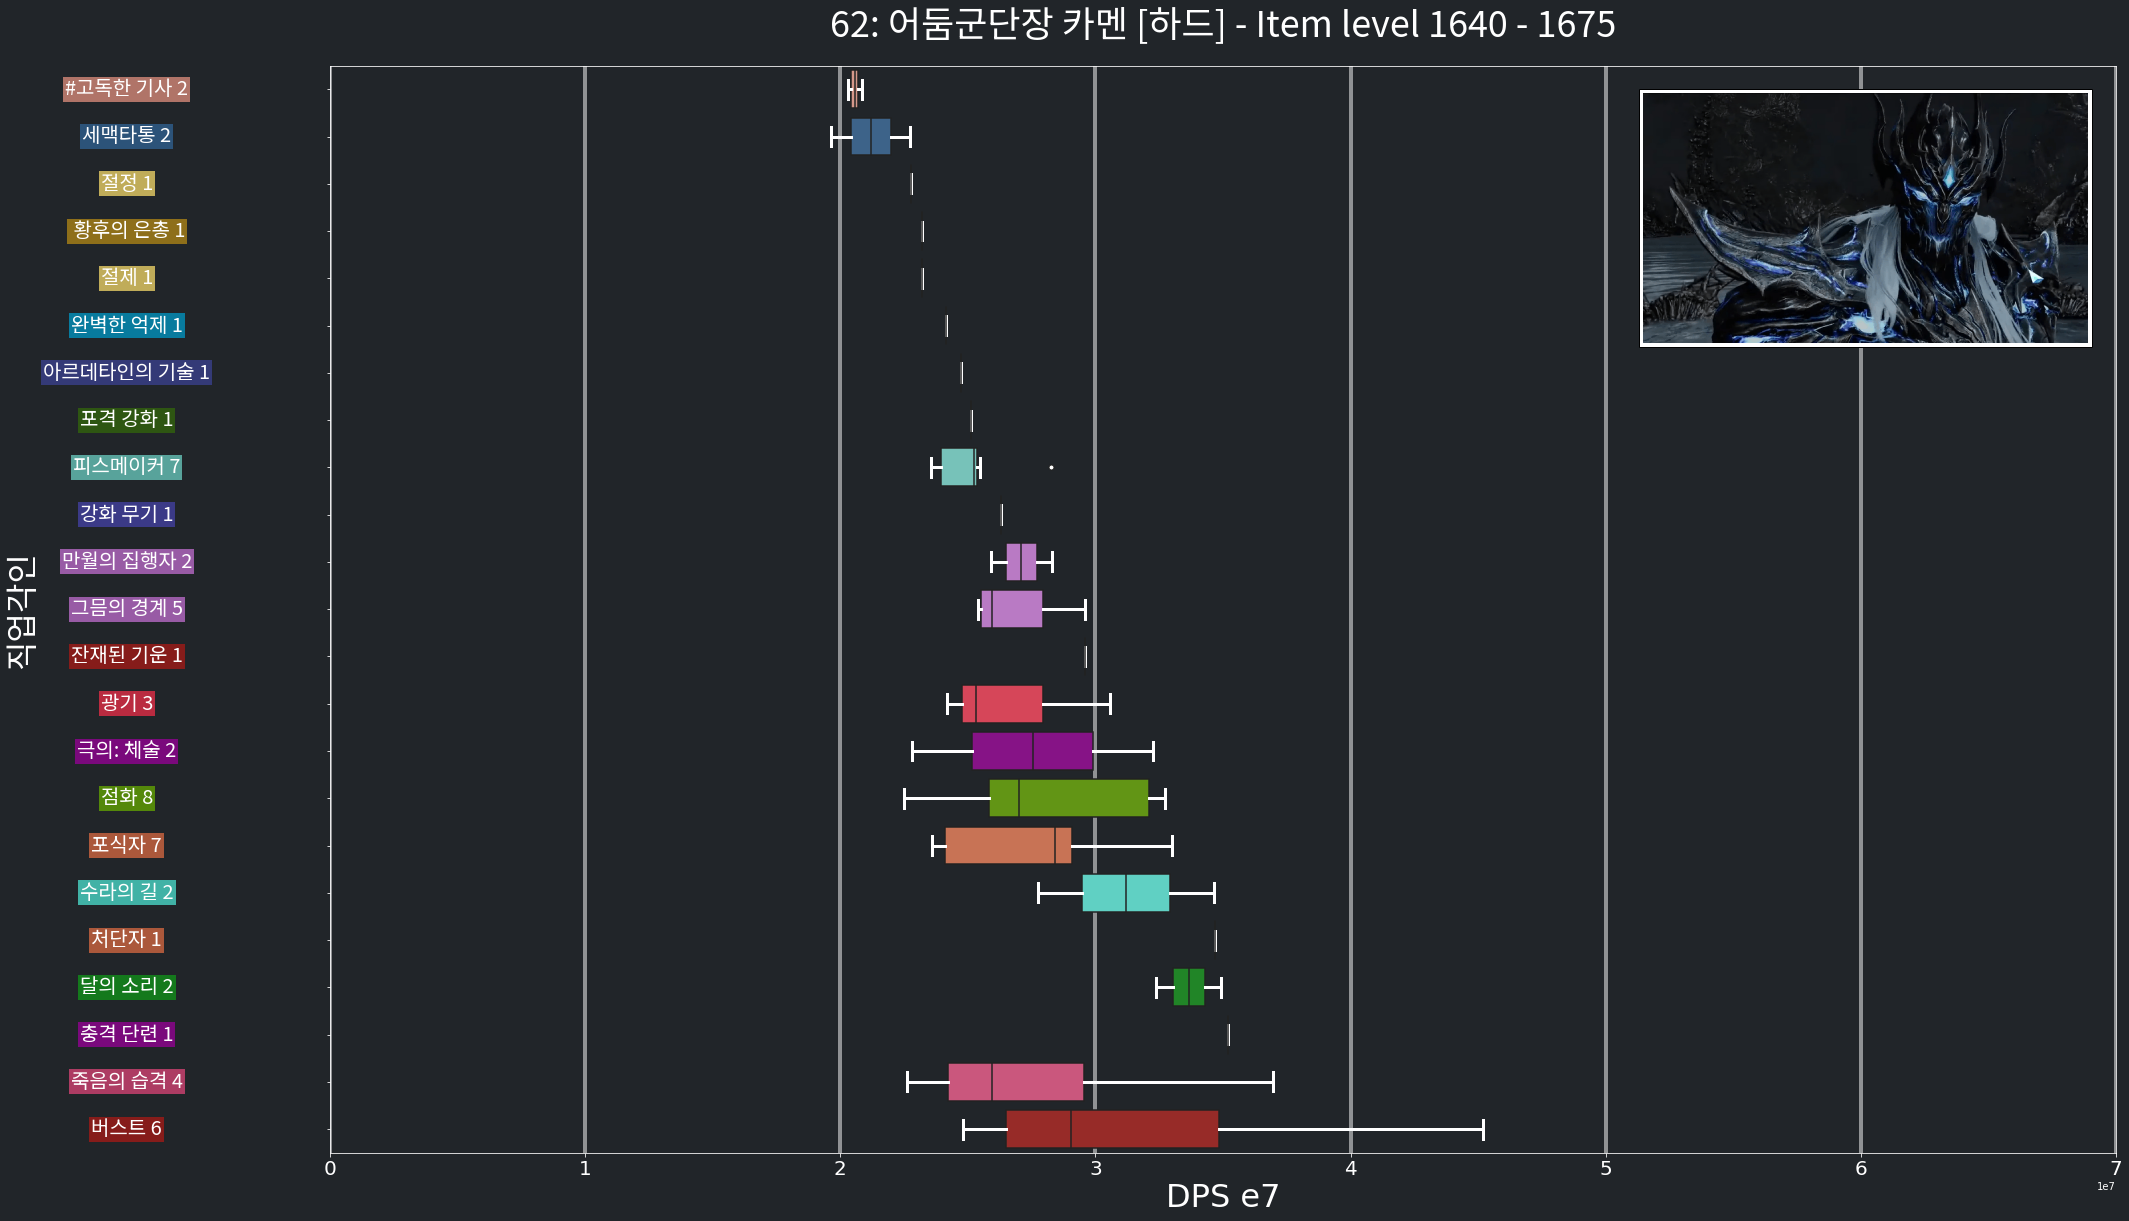 62: 어둠군단장 카멘 [하드] - Item level 1640 - 1675
#고독한 기사 2
세맥타통 2
절정 1
황후의 은총 1
절제 1
완벽한 억제 1
아르데타인의 기술 1
포격 강화 1
피스메이커 7
강화 무기 1
만월의 집행자 2
그믐의 경계 5
잔재된 기운 1
광기 3
극의: 체술 2
점화 8
포식자 7
수라의 길 2
처단자 1
달의 소리 2
충격 단련 1
죽음의 습격 4
버스트 6
직업각인
0 1 2 3 4 5 6 7
1e7
DPS e7